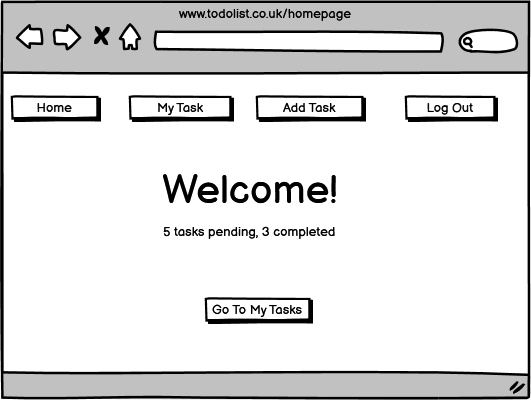 www.todolist.co.uk/homepage
Home
My Task
Add Task
Log Out
Welcome!
5 tasks pending, 3 completed
Go To My Tasks